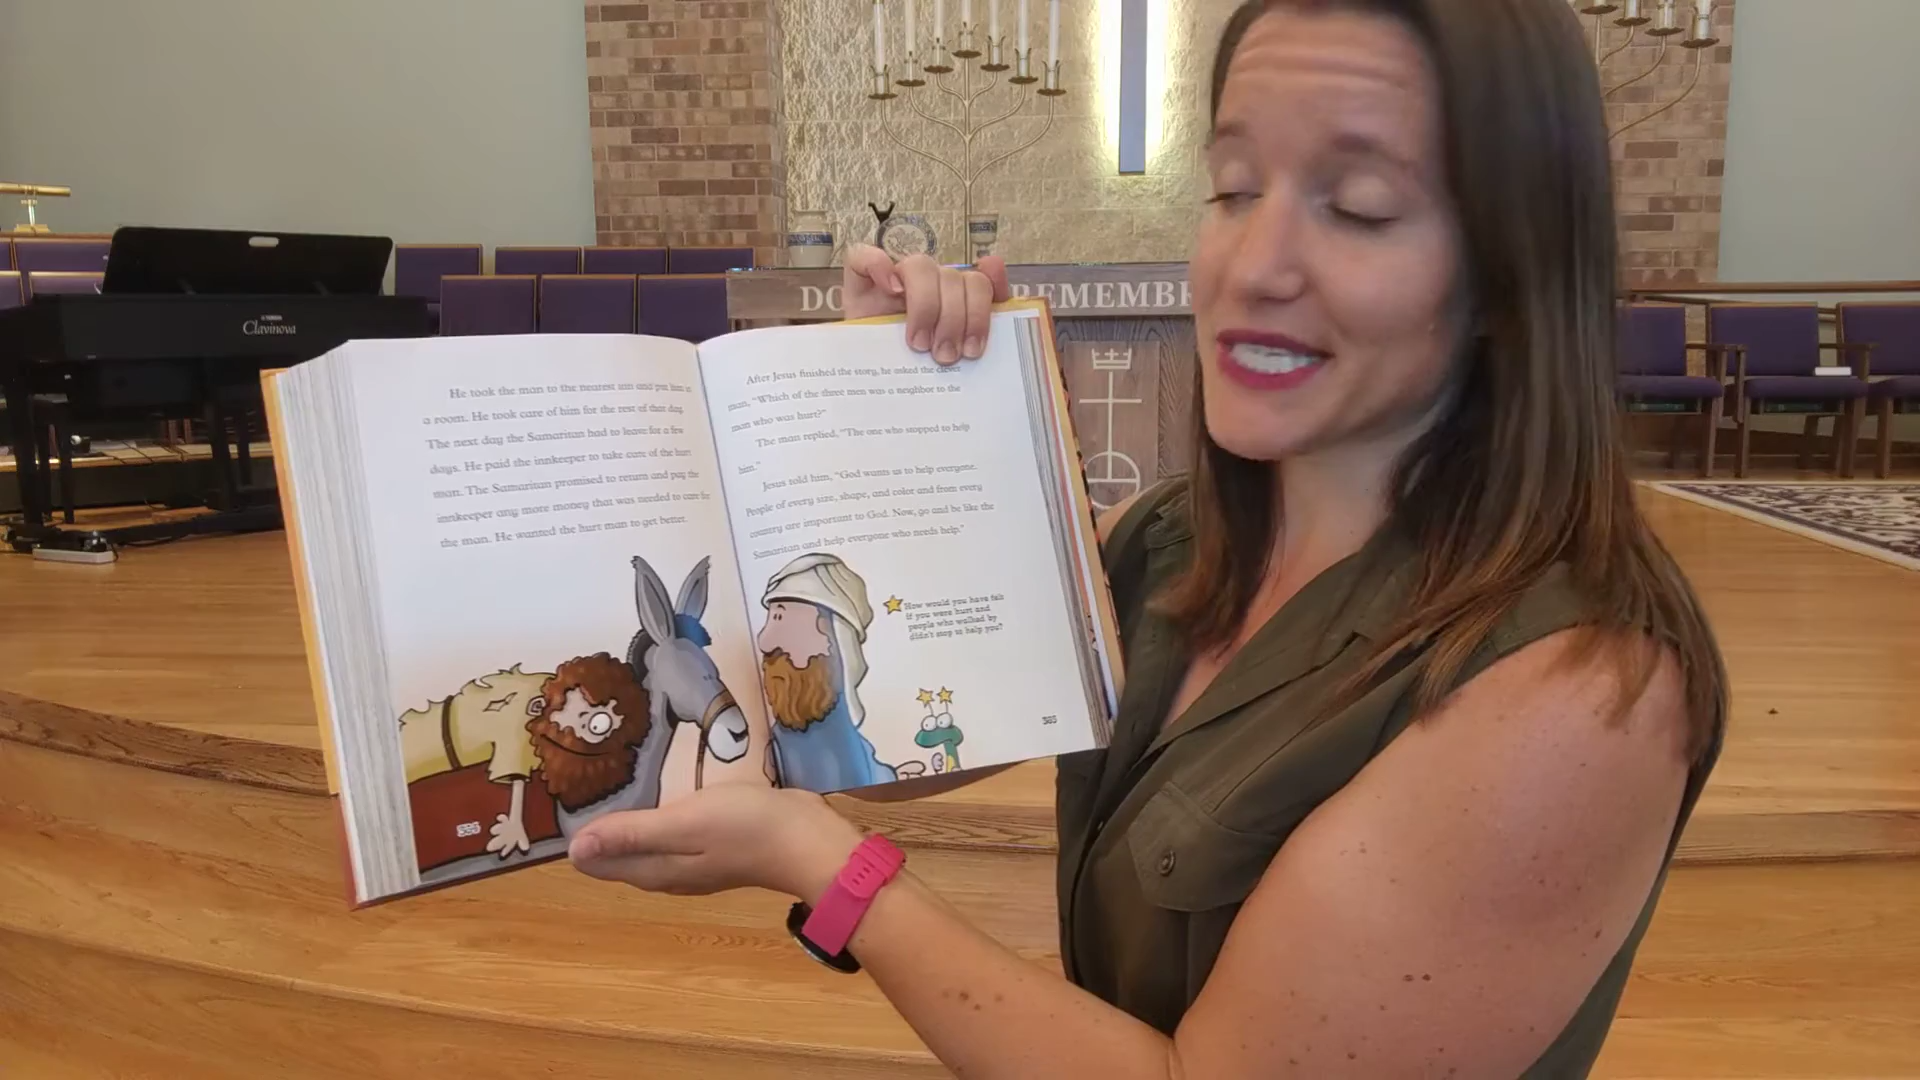 YAMAHA
Clavinova
DO
REMEMBR
He took the man to the nearest inn and put him in
a room. He took care of him for the rest of that day.
The next day the Samaritan had to leave for a few
days. He paid the innkeeper to take care of the hurt
man. The Samaritan promised to return and pay the
innkeeper any more money that was needed to care for
the man. He wanted the hurt man to get better.
After Jesus finished the story, he asked the clever
man, "Which of the three men was a neighbor to the
man who was hurt?"
The man replied, "The one who stopped to help
him."
Jesus told him, "God wants us to help everyone.
People of every size, shape, and color and from every
country are important to God. Now, go and be like the
Samaritan and help everyone who needs help."
How would you have felt
if you were hurt and
people who walked by
didn't stop to help you?